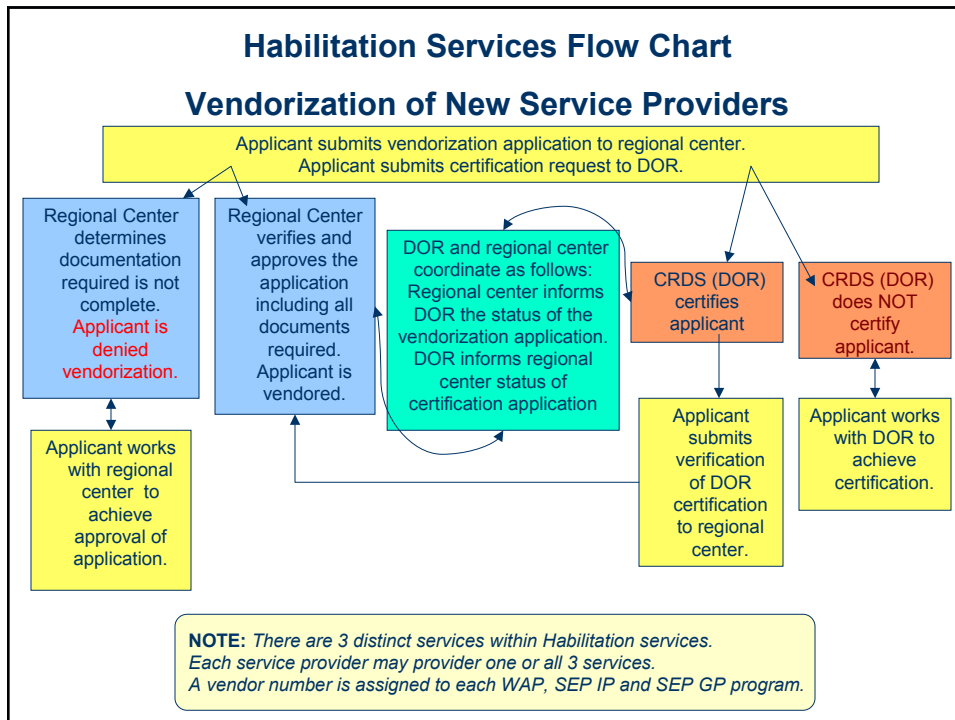 Habilitation Services Flow Chart
Vendorization of New Service Providers
Applicant submits vendorization application to regional center.
Applicant submits certification request to DOR.
Regional Center
determines
documentation
required is not
complete.
Applicant is
denied
vendorization.
Regional Center
verifies and
approves the
application
including all
documents
required.
Applicant is
vendored.
DOR and regional center
coordinate as follows:
Regional center informs
DOR the status of the
vendorization application.
DOR informs regional
center status of
certification application
CRDS (DOR)
certifies
applicant
CRDS (DOR)
does NOT
certify
applicant.
Applicant works
with regional
center to
achieve
approval of
application.
Applicant
submits
verification
of DOR
certification
to regional
center.
Applicant works
with DOR to
achieve
certification.
NOTE: There are 3 distinct services within Habilitation services.
Each service provider may provider one or all 3 services.
A vendor number is assigned to each WAP, SEP IP and SEP GP program.